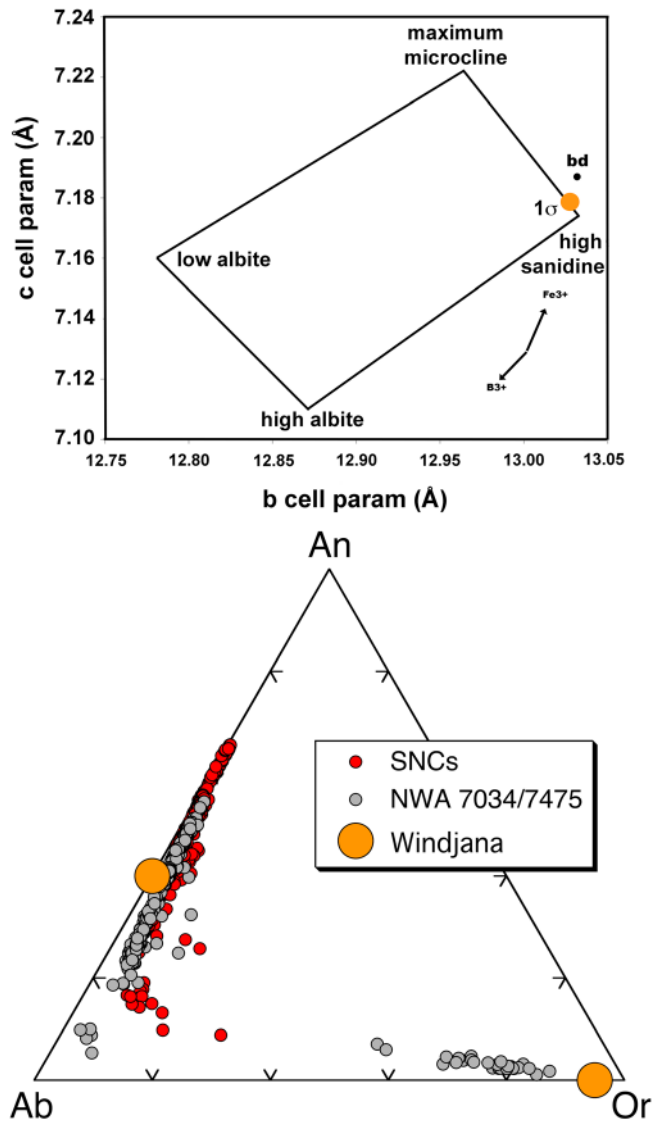 7.24
7.22
7.20
7.18
7.16
7.14
7.12
7.10
c cell param (Å)
maximum
microcline
bd
1σ
high
sanidine
low albite
Fe3+
B3+
high albite
12.75
12.80
12.85
12.90
12.95
13.00
13.05
b cell param (Å)
An
SNCs
NWA 7034/7475
Windjana
Ab
Or